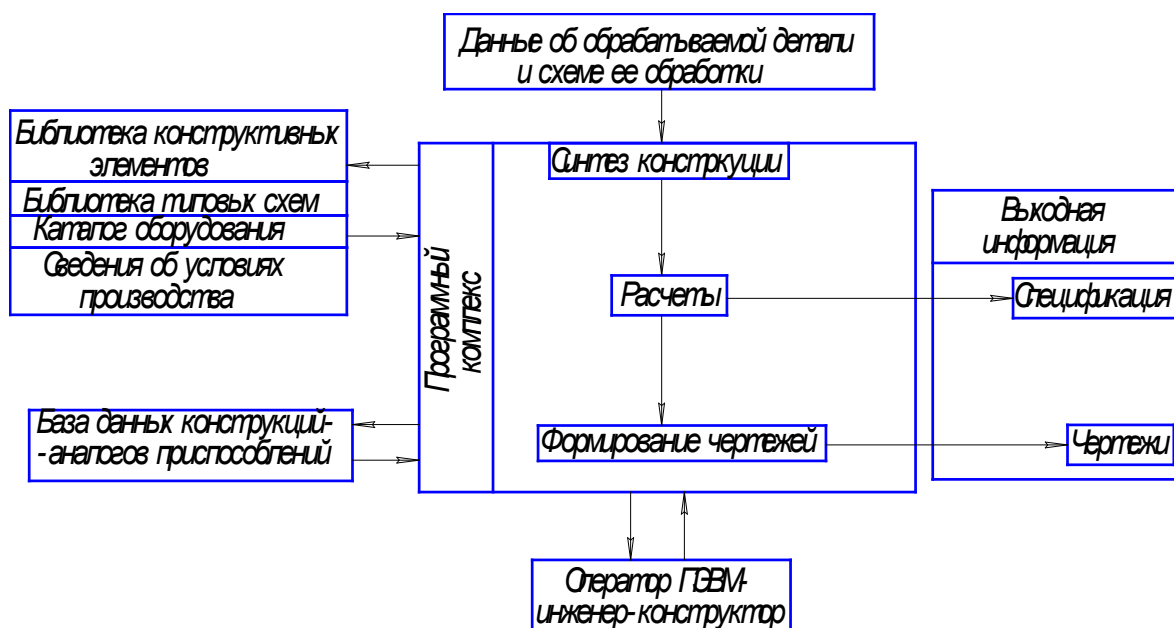 Данные об обрабатываемой детали
и схеме ее обработки
Библиотека конструктивных
элементов
Библиотека типовых схем
Каталог оборудования
Сведения об условиях
производства
База данных конструкций-
-аналогов приспособлений
Программный
комплекс
Синтез констркуции
Расчеты
Формирование чертежей
Выходная
информация
Спецификация
Чертежи
Оператор ПЭВМ-
инженер-конструктор